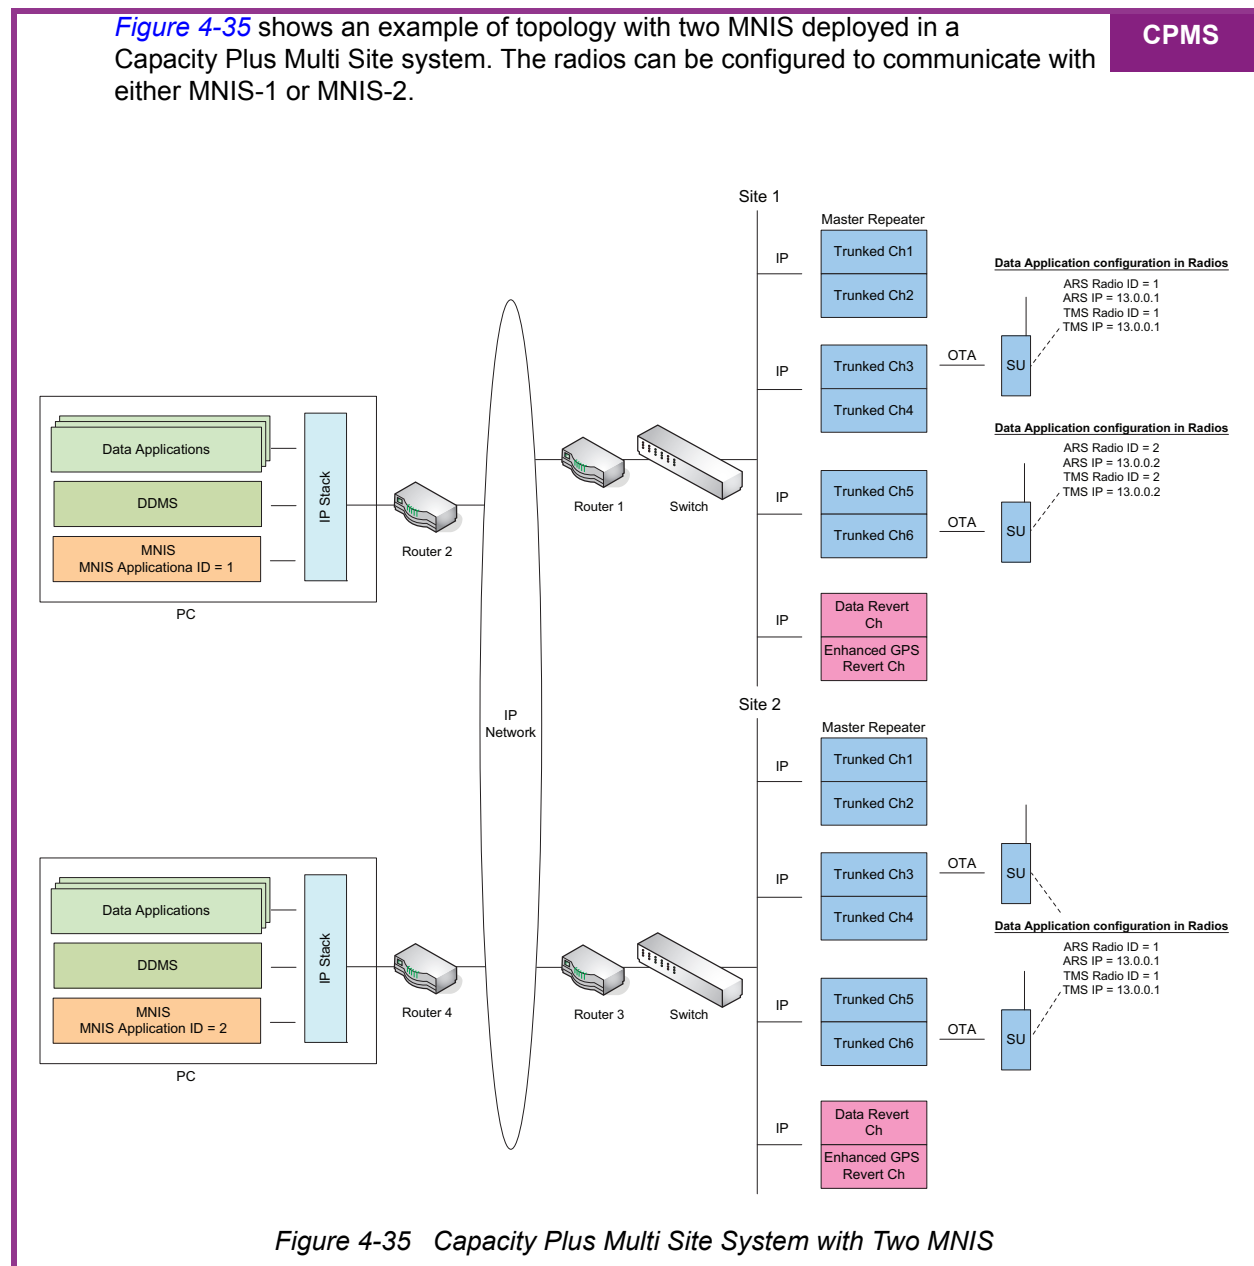 Figure 4-35 shows an example of topology with two MNIS deployed in a
Capacity Plus Multi Site system. The radios can be configured to communicate with
either MNIS-1 or MNIS-2.
CPMS
Site 1
Master Repeater
IP
Trunked Ch1
Trunked Ch2
Data Application configuration in Radios
ARS Radio ID = 1
ARS IP = 13.0.0.1
TMS Radio ID = 1
TMS IP = 13.0.0.1
IP
Trunked Ch3
Trunked Ch4
OTA
SU
Data Application configuration in Radios
ARS Radio ID = 2
ARS IP = 13.0.0.2
TMS Radio ID = 2
TMS IP = 13.0.0.2
IP
Trunked Ch5
Trunked Ch6
OTA
SU
IP
Data Revert
Ch
Enhanced GPS
Revert Ch
Data Applications
DDMS
MNIS
MNIS Applicationa ID = 1
IP Stack
PC
Router 2
Router 1
Switch
IP
Network
Site 2
Master Repeater
IP
Trunked Ch1
Trunked Ch2
IP
Trunked Ch3
Trunked Ch4
OTA
SU
Data Application configuration in Radios
ARS Radio ID = 1
ARS IP = 13.0.0.1
TMS Radio ID = 1
TMS IP = 13.0.0.1
IP
Trunked Ch5
Trunked Ch6
OTA
SU
IP
Data Revert
Ch
Enhanced GPS
Revert Ch
Data Applications
DDMS
MNIS
MNIS Application ID = 2
IP Stack
PC
Router 4
Router 3
Switch
Figure 4-35 Capacity Plus Multi Site System with Two MNIS